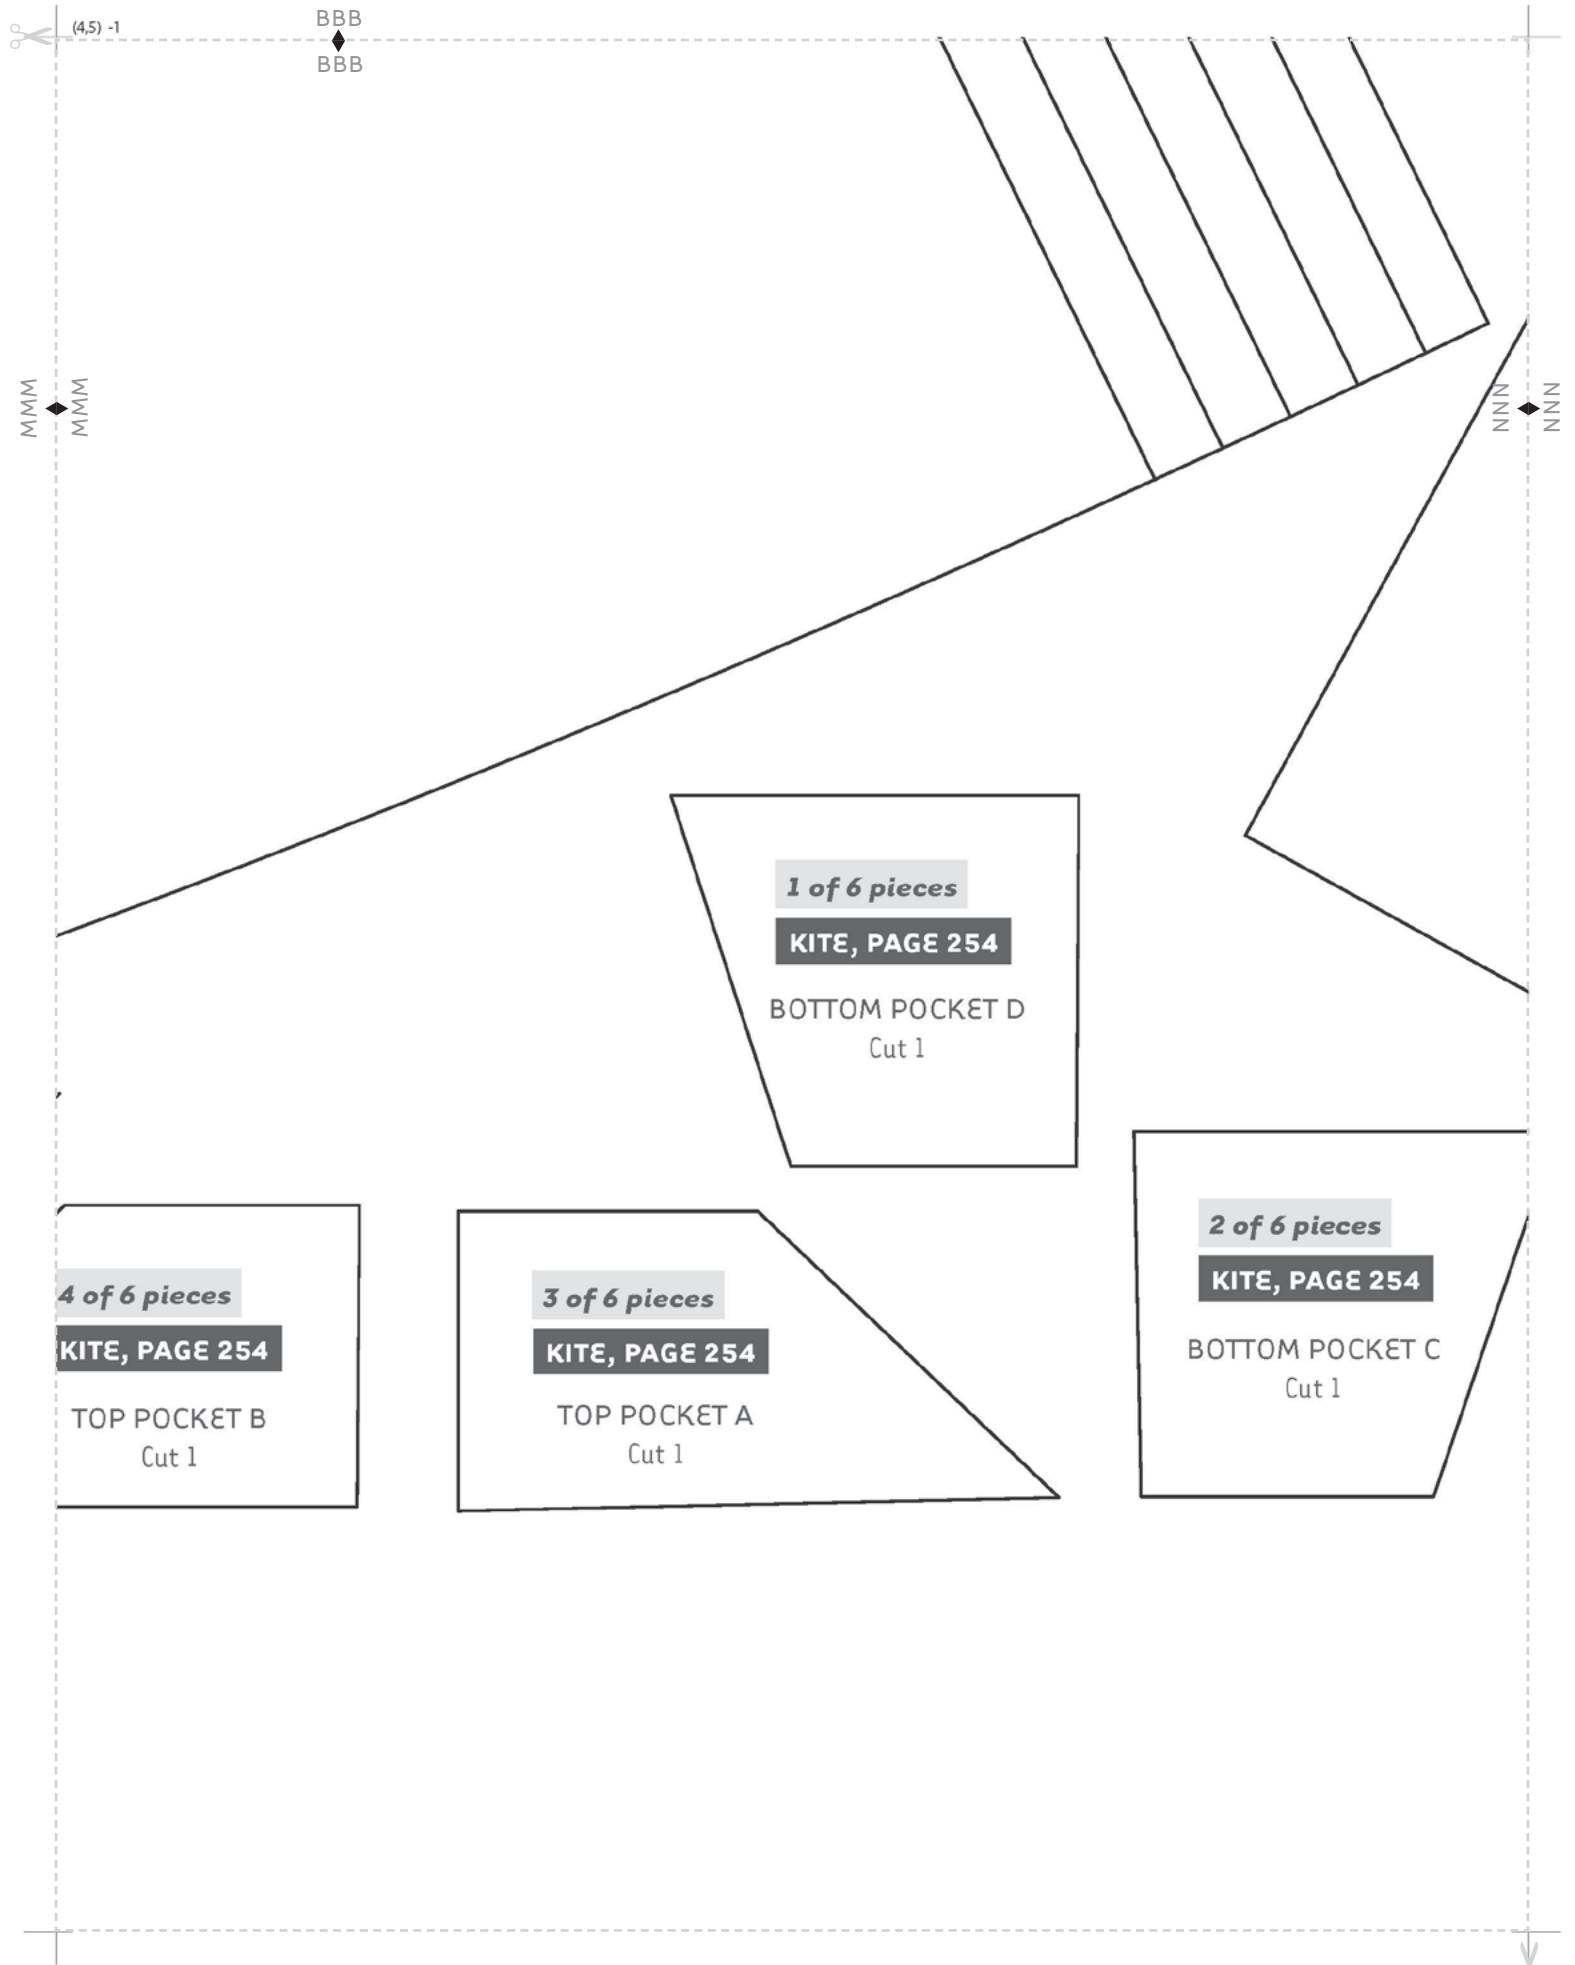 (4,5) -1
BBB
BBB
MMM
MMM
NNN
NNN
1 of 6 pieces
KITE, PAGE 254
BOTTOM POCKET D
Cut 1
2 of 6 pieces
KITE, PAGE 254
BOTTOM POCKET C
Cut 1
4 of 6 pieces
KITE, PAGE 254
TOP POCKET B
Cut 1
3 of 6 pieces
KITE, PAGE 254
TOP POCKET A
Cut 1